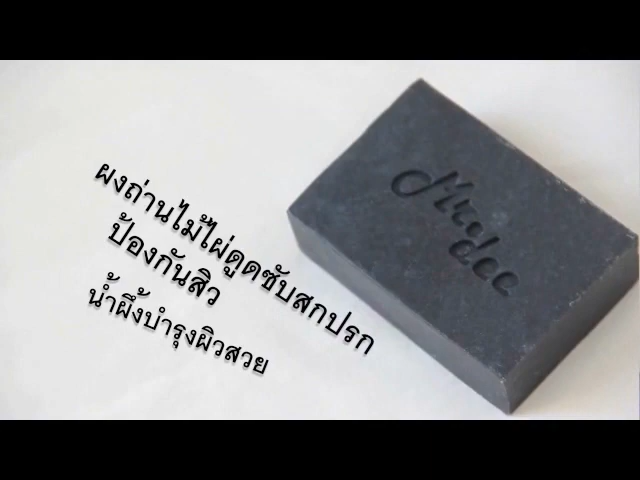 ผงถ่านไม้ไผ่ดูดซับสกปรก
ป้องกันสิว
น้ำผึ้งบำรุงผิวสวย